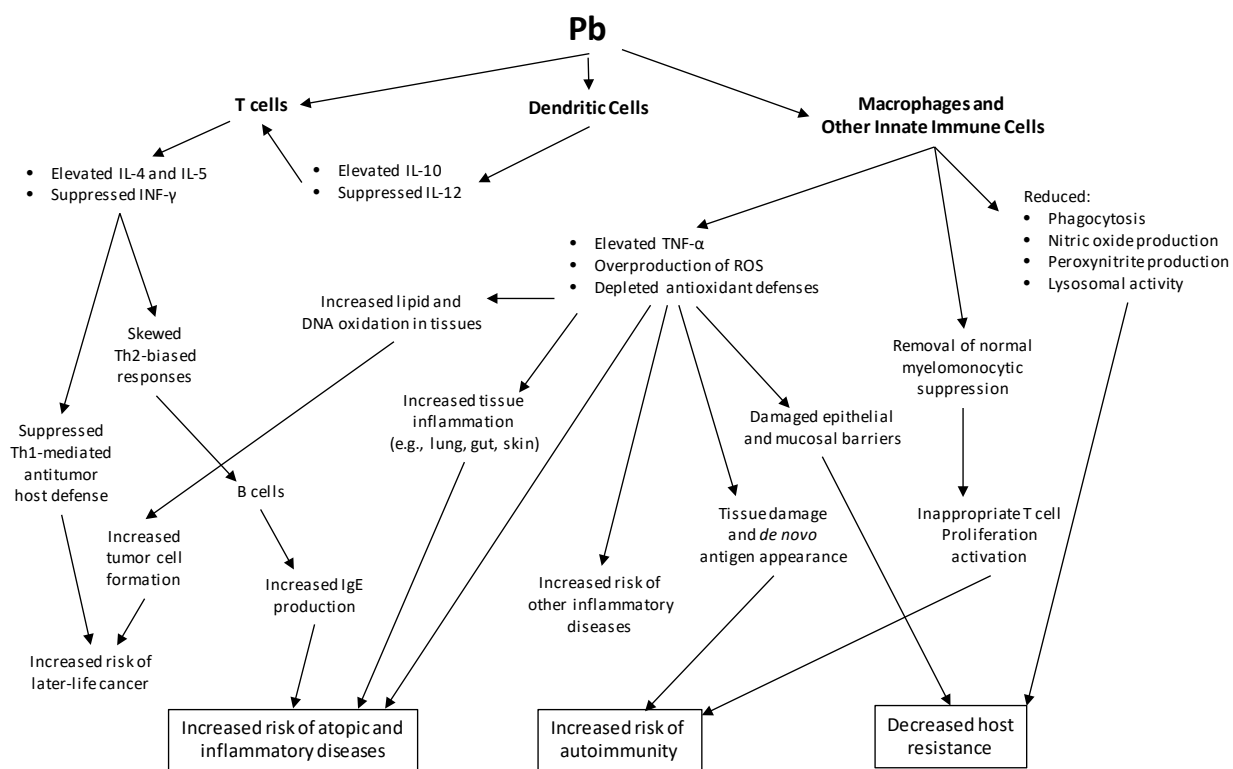 Pb
T cells
Dendritic Cells
Macrophages and
Other Innate Immune Cells
• Elevated IL-4 and IL-5
• Suppressed INF-γ
• Elevated IL-10
• Suppressed IL-12
Reduced:
• Phagocytosis
• Nitric oxide production
• Peroxynitrite production
• Lysosomal activity
• Elevated TNF-α
• Overproduction of ROS
• Depleted antioxidant defenses
Increased lipid and
DNA oxidation in tissues
Skewed
Th2-biased
responses
Removal of normal
myelomonocytic
suppression
Increased tissue
inflammation
(e.g., lung, gut, skin)
Damaged epithelial
and mucosal barriers
Suppressed
Th1-mediated
antitumor
host defense
B cells
Increased
tumor cell
formation
Tissue damage
and de novo
antigen appearance
Inappropriate T cell
Proliferation
activation
Increased IgE
production
Increased risk of
other inflammatory
diseases
Increased risk of
later-life cancer
Increased risk of atopic and
inflammatory diseases
Increased risk of
autoimmunity
Decreased host
resistance